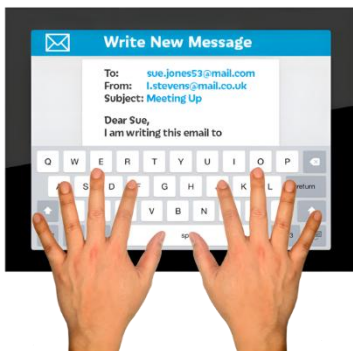 Write New Message
To: sue.jones53@mail.com
From: l.stevens@mail.co.uk
Subject: Meeting Up
Dear Sue,
I am writing this email to
Q W E R T Y U I O P
S D G H K L return
V B N
sp